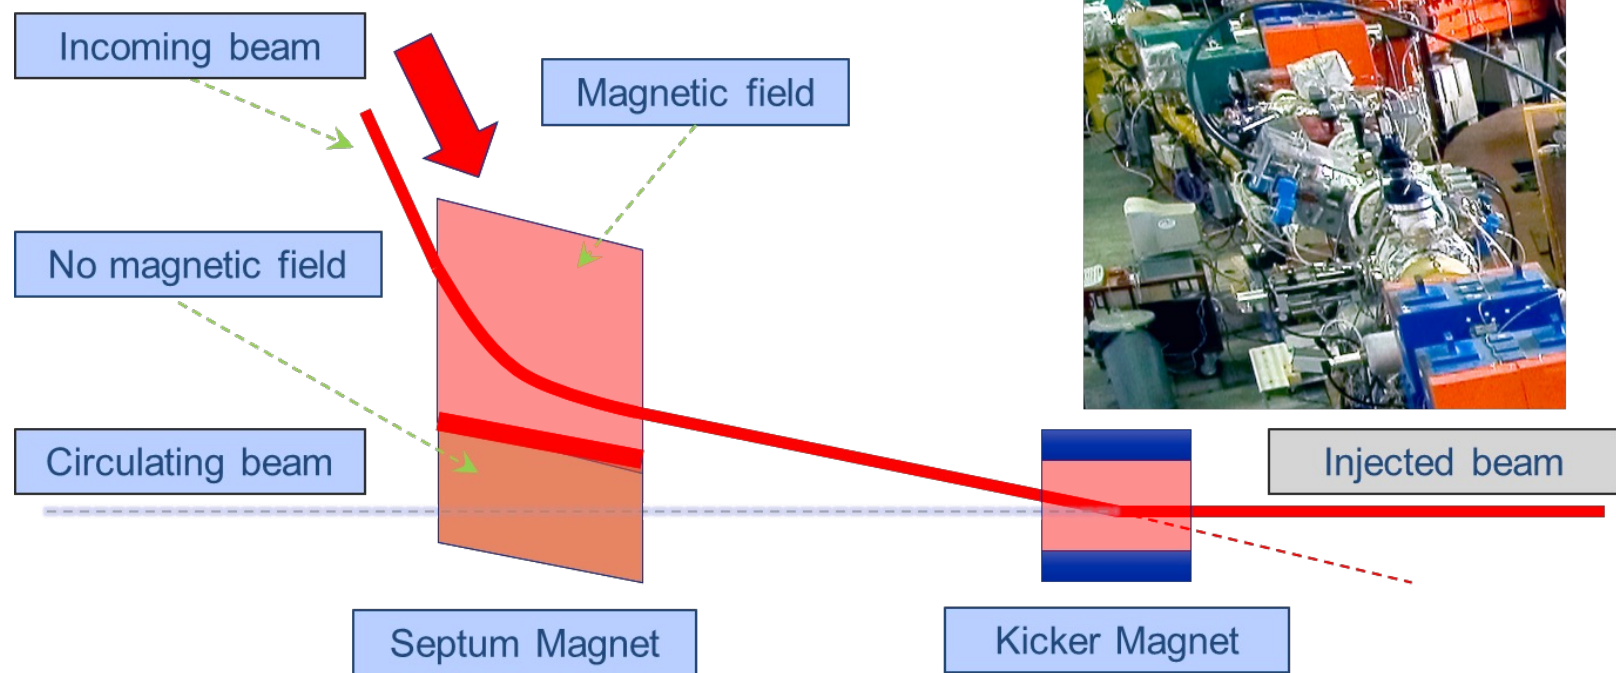 Incoming beam
Magnetic field
No magnetic field
Circulating beam
Injected beam
Septum Magnet
Kicker Magnet